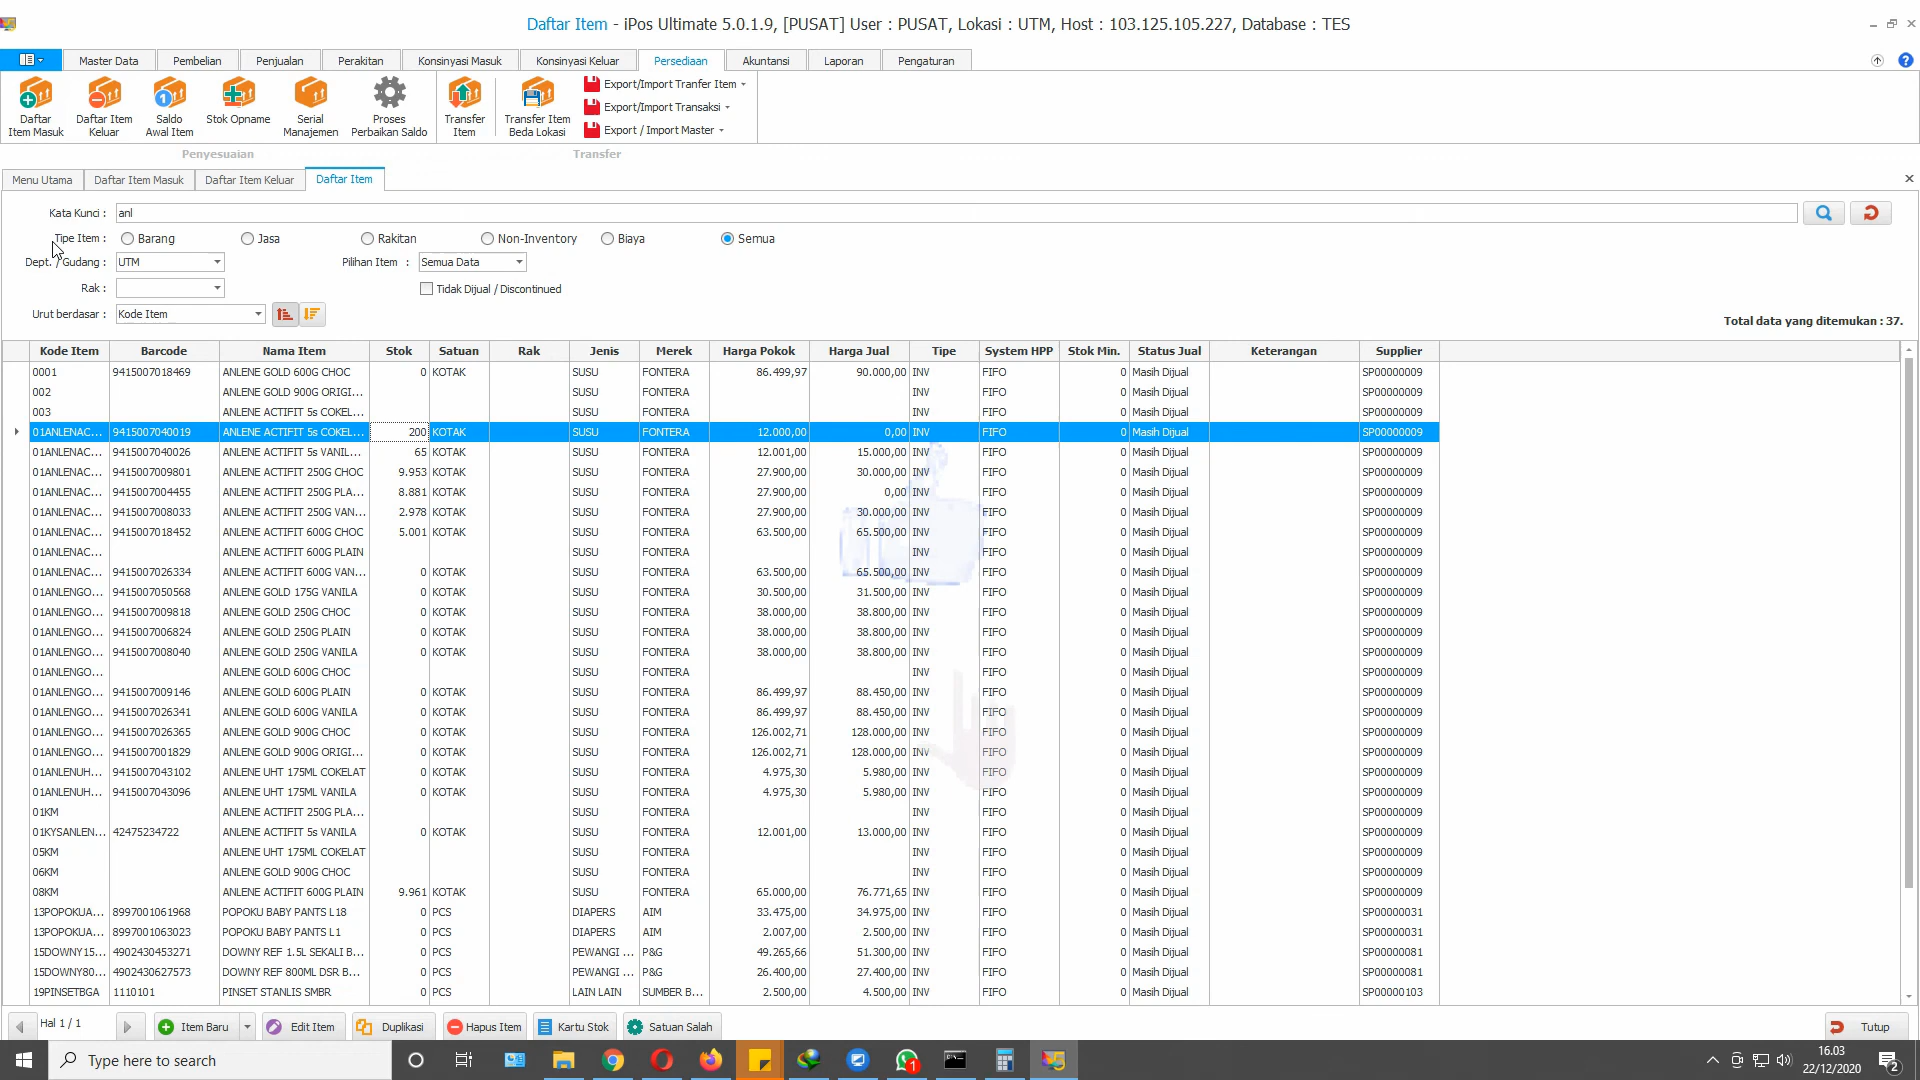 Daftar Item - iPos Ultimate 5.0.1.9, [PUSAT] User : PUSAT, Lokasi : UTM, Host : 103.125.105.227, Database : TES
Master Data Pembelian Penjualan Perakitan Konsinyasi Masuk Konsinyasi Keluar Persediaan Akuntansi Laporan Pengaturan
Daftar Item Masuk
Daftar Item Keluar
Saldo Awal Item
Stok Opname
Serial Manajemen
Proses Perbaikan Saldo
Transfer Item
Transfer Item Beda Lokasi
Export/Import Tranfer Item
Export/Import Transaksi
Export / Import Master
Penyesuaian Transfer
Menu Utama Daftar Item Masuk Daftar Item Keluar Daftar Item
Kata Kunci : anl
Tipe Item : Barang Jasa Rakitan Non-Inventory Biaya Semua
Dept. / Gudang : UTM Pilihan Item : Semua Data
Rak : Tidak Dijual / Discontinued
Urut berdasar : Kode Item
Total data yang ditemukan : 37.
Kode Item Barcode Nama Item Stok Satuan Rak Jenis Merek Harga Pokok Harga Jual Tipe System HPP Stok Min. Status Jual Keterangan Supplier
0001 9415007018469 ANLENE GOLD 600G CHOC 0 KOTAK SUSU FONTERA 86.499,97 90.000,00 INV FIFO 0 Masih Dijual SP00000009
002 ANLENE GOLD 900G ORIGI... SUSU FONTERA INV FIFO 0 Masih Dijual SP00000009
003 ANLENE ACTIFIT 5s COKEL... SUSU FONTERA INV FIFO 0 Masih Dijual SP00000009
01ANLENAC... 9415007040019 ANLENE ACTIFIT 5s COKEL... 200 KOTAK SUSU FONTERA 12.000,00 0,00 INV FIFO 0 Masih Dijual SP00000009
01ANLENAC... 9415007040026 ANLENE ACTIFIT 5s VANIL... 65 KOTAK SUSU FONTERA 12.001,00 15.000,00 INV FIFO 0 Masih Dijual SP00000009
01ANLENAC... 9415007009801 ANLENE ACTIFIT 250G CHOC 9.953 KOTAK SUSU FONTERA 27.900,00 30.000,00 INV FIFO 0 Masih Dijual SP00000009
01ANLENAC... 9415007004455 ANLENE ACTIFIT 250G PLA... 8.881 KOTAK SUSU FONTERA 27.900,00 0,00 INV FIFO 0 Masih Dijual SP00000009
01ANLENAC... 9415007008033 ANLENE ACTIFIT 250G VAN... 2.978 KOTAK SUSU FONTERA 27.900,00 30.000,00 INV FIFO 0 Masih Dijual SP00000009
01ANLENAC... 9415007018452 ANLENE ACTIFIT 600G CHOC 5.001 KOTAK SUSU FONTERA 63.500,00 65.500,00 INV FIFO 0 Masih Dijual SP00000009
01ANLENAC... ANLENE ACTIFIT 600G PLAIN SUSU FONTERA INV FIFO 0 Masih Dijual SP00000009
01ANLENAC... 9415007026334 ANLENE ACTIFIT 600G VAN... 0 KOTAK SUSU FONTERA 63.500,00 65.500,00 INV FIFO 0 Masih Dijual SP00000009
01ANLENGO... 9415007050568 ANLENE GOLD 175G VANILA 0 KOTAK SUSU FONTERA 30.500,00 31.500,00 INV FIFO 0 Masih Dijual SP00000009
01ANLENGO... 9415007009818 ANLENE GOLD 250G CHOC 0 KOTAK SUSU FONTERA 38.000,00 38.800,00 INV FIFO 0 Masih Dijual SP00000009
01ANLENGO... 9415007006824 ANLENE GOLD 250G PLAIN 0 KOTAK SUSU FONTERA 38.000,00 38.800,00 INV FIFO 0 Masih Dijual SP00000009
01ANLENGO... 9415007008040 ANLENE GOLD 250G VANILA 0 KOTAK SUSU FONTERA 38.000,00 38.800,00 INV FIFO 0 Masih Dijual SP00000009
01ANLENGO... ANLENE GOLD 600G CHOC SUSU FONTERA INV FIFO 0 Masih Dijual SP00000009
01ANLENGO... 9415007009146 ANLENE GOLD 600G PLAIN 0 KOTAK SUSU FONTERA 86.499,97 88.450,00 INV FIFO 0 Masih Dijual SP00000009
01ANLENGO... 9415007026341 ANLENE GOLD 600G VANILA 0 KOTAK SUSU FONTERA 86.499,97 88.450,00 INV FIFO 0 Masih Dijual SP00000009
01ANLENGO... 9415007026365 ANLENE GOLD 900G CHOC 0 KOTAK SUSU FONTERA 126.002,71 128.000,00 INV FIFO 0 Masih Dijual SP00000009
01ANLENGO... 9415007001829 ANLENE GOLD 900G ORIGI... 0 KOTAK SUSU FONTERA 126.002,71 128.000,00 INV FIFO 0 Masih Dijual SP00000009
01ANLENUH... 9415007043102 ANLENE UHT 175ML COKELAT 0 KOTAK SUSU FONTERA 4.975,30 5.980,00 INV FIFO 0 Masih Dijual SP00000009
01ANLENUH... 9415007043096 ANLENE UHT 175ML VANILA 0 KOTAK SUSU FONTERA 4.975,30 5.980,00 INV FIFO 0 Masih Dijual SP00000009
01KM ANLENE ACTIFIT 250G PLA... SUSU FONTERA INV FIFO 0 Masih Dijual SP00000009
01KYSANLEN... 42475234722 ANLENE ACTIFIT 5s VANILA 0 KOTAK SUSU FONTERA 12.001,00 13.000,00 INV FIFO 0 Masih Dijual SP00000009
05KM ANLENE UHT 175ML COKELAT SUSU FONTERA INV FIFO 0 Masih Dijual SP00000009
06KM ANLENE GOLD 900G CHOC SUSU FONTERA INV FIFO 0 Masih Dijual SP00000009
08KM ANLENE ACTIFIT 600G PLAIN 9.961 KOTAK SUSU FONTERA 65.000,00 76.771,65 INV FIFO 0 Masih Dijual SP00000009
13POPOKUA... 8997001061968 POPOKU BABY PANTS L18 0 PCS DIAPERS AIM 33.475,00 34.975,00 INV FIFO 0 Masih Dijual SP00000031
13POPOKUA... 8997001063023 POPOKU BABY PANTS L1 0 PCS DIAPERS AIM 2.007,00 2.500,00 INV FIFO 0 Masih Dijual SP00000031
15DOWNY15... 4902430453271 DOWNY REF 1.5L SEKALI B... 0 PCS PEWANGI ... P&G 49.265,66 51.300,00 INV FIFO 0 Masih Dijual SP00000081
15DOWNY80... 4902430627573 DOWNY REF 800ML DSR B... 0 PCS PEWANGI ... P&G 26.400,00 27.400,00 INV FIFO 0 Masih Dijual SP00000081
19PINSETBGA 1110101 PINSET STANLIS SMBR 0 PCS LAIN LAIN SUMBER B... 2.500,00 4.500,00 INV FIFO 0 Masih Dijual SP00000103
Hal 1 / 1 Item Baru Edit Item Duplikasi Hapus Item Kartu Stok Satuan Salah Tutup
Type here to search
1
16.03
22/12/2020
2